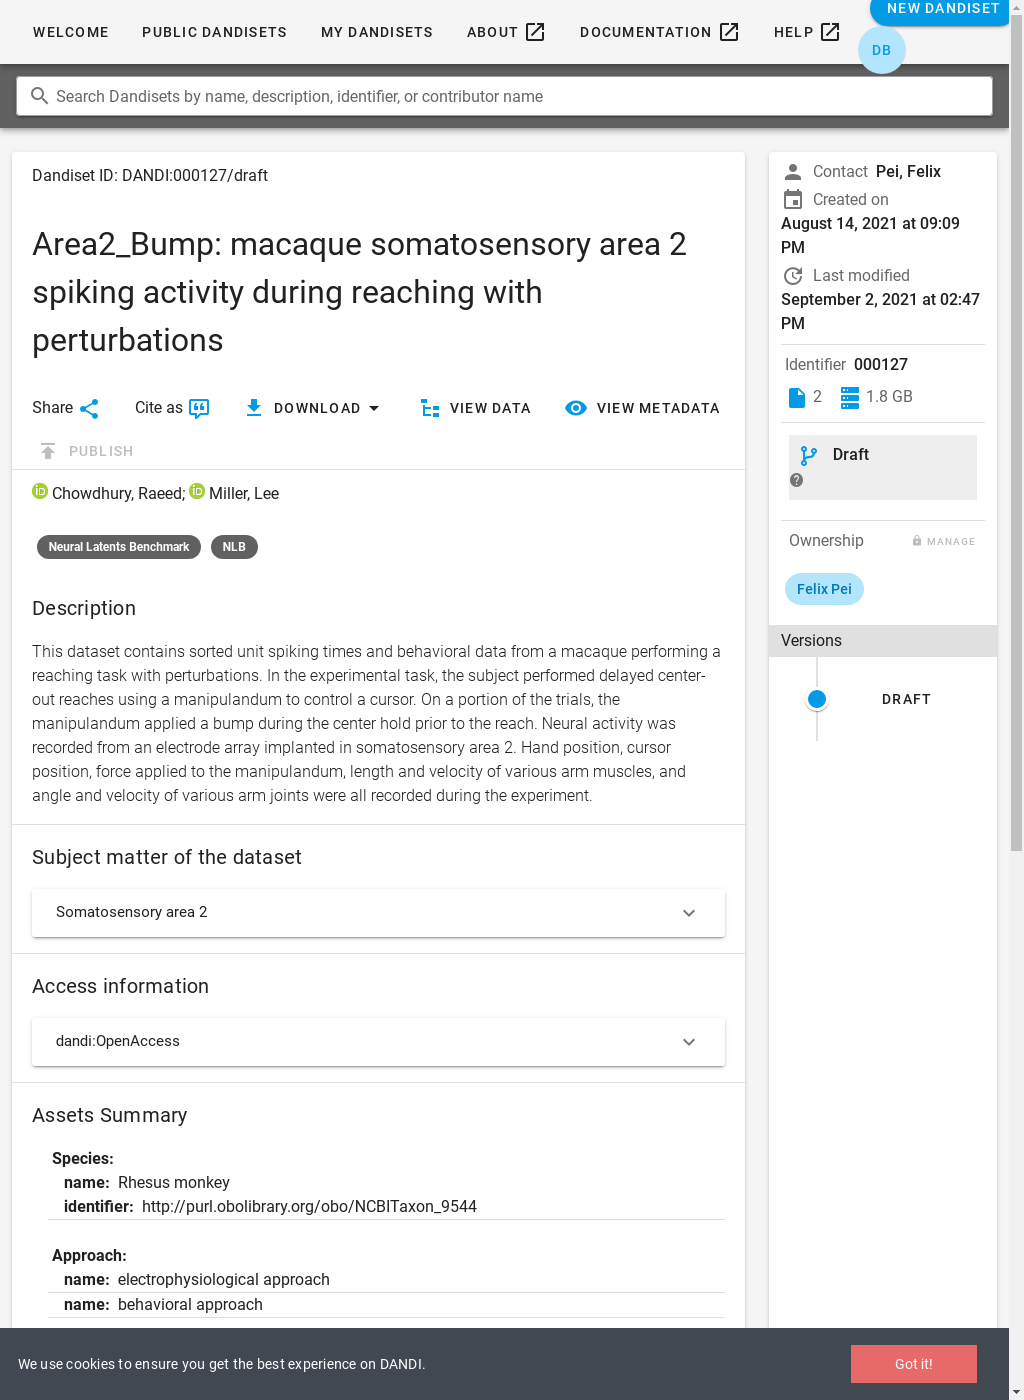 WELCOME
PUBLIC DANDISETS
MY DANDISETS
ABOUT
DOCUMENTATION
HELP
NEW DANDISET
DB
Search Dandisets by name, description, identifier, or contributor name
Dandiset ID: DANDI:000127/draft
Area2_Bump: macaque somatosensory area 2
spiking activity during reaching with
perturbations
Share
Cite as
DOWNLOAD
VIEW DATA
VIEW METADATA
PUBLISH
iD Chowdhury, Raeed; iD Miller, Lee
Neural Latents Benchmark
NLB
Description
This dataset contains sorted unit spiking times and behavioral data from a macaque performing a
reaching task with perturbations. In the experimental task, the subject performed delayed center-
out reaches using a manipulandum to control a cursor. On a portion of the trials, the
manipulandum applied a bump during the center hold prior to the reach. Neural activity was
recorded from an electrode array implanted in somatosensory area 2. Hand position, cursor
position, force applied to the manipulandum, length and velocity of various arm muscles, and
angle and velocity of various arm joints were all recorded during the experiment.
Subject matter of the dataset
Somatosensory area 2
Access information
dandi:OpenAccess
Assets Summary
Species:
name: Rhesus monkey
identifier: http://purl.obolibrary.org/obo/NCBITaxon_9544
Approach:
name: electrophysiological approach
name: behavioral approach
Contact Pei, Felix
Created on
August 14, 2021 at 09:09
PM
Last modified
September 2, 2021 at 02:47
PM
Identifier 000127
2
1.8 GB
Draft
?
Ownership
MANAGE
Felix Pei
Versions
DRAFT
We use cookies to ensure you get the best experience on DANDI.
Got it!